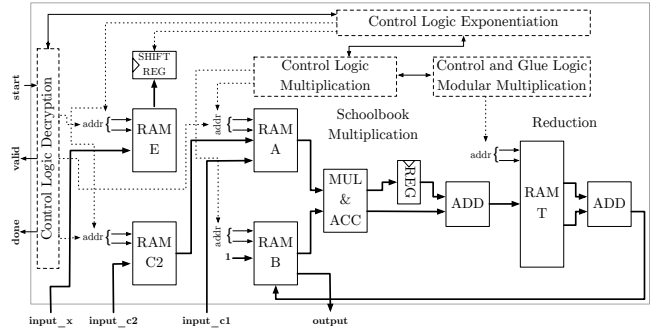 Control Logic Exponentiation
SHIFT
REG
Control Logic
Multiplication
Control and Glue Logic
Modular Multiplication
start
valid
done
Control Logic Decryption
addr
RAM
E
addr
RAM
A
Schoolbook
Multiplication
Reduction
addr
RAM
T
MUL
&
ACC
REG
ADD
ADD
addr
RAM
C2
addr
1
RAM
B
input_x
input_c2
input_c1
output